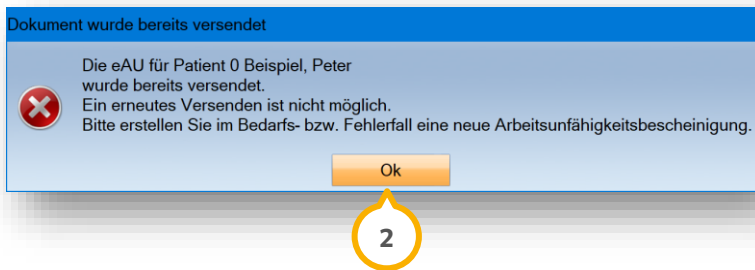 Dokument wurde bereits versendet
Die eAU für Patient 0 Beispiel, Peter
wurde bereits versendet.
Ein erneutes Versenden ist nicht möglich.
Bitte erstellen Sie im Bedarfs- bzw. Fehlerfall eine neue Arbeitsunfähigkeitsbescheinigung.
Ok
2